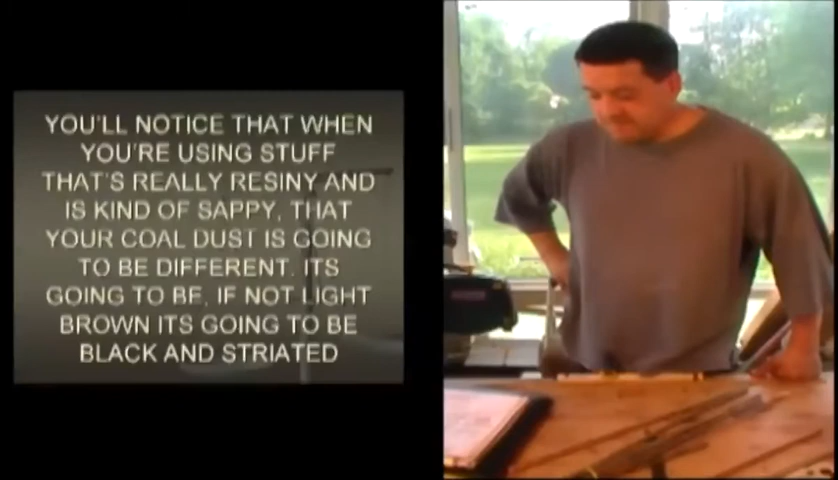 YOU'LL NOTICE THAT WHEN
YOU'RE USING STUFF
THAT'S REALLY RESINY AND
IS KIND OF SAPPY, THAT
YOUR COAL DUST IS GOING
TO BE DIFFERENT. ITS
GOING TO BE, IF NOT LIGHT
BROWN ITS GOING TO BE
BLACK AND STRIATED